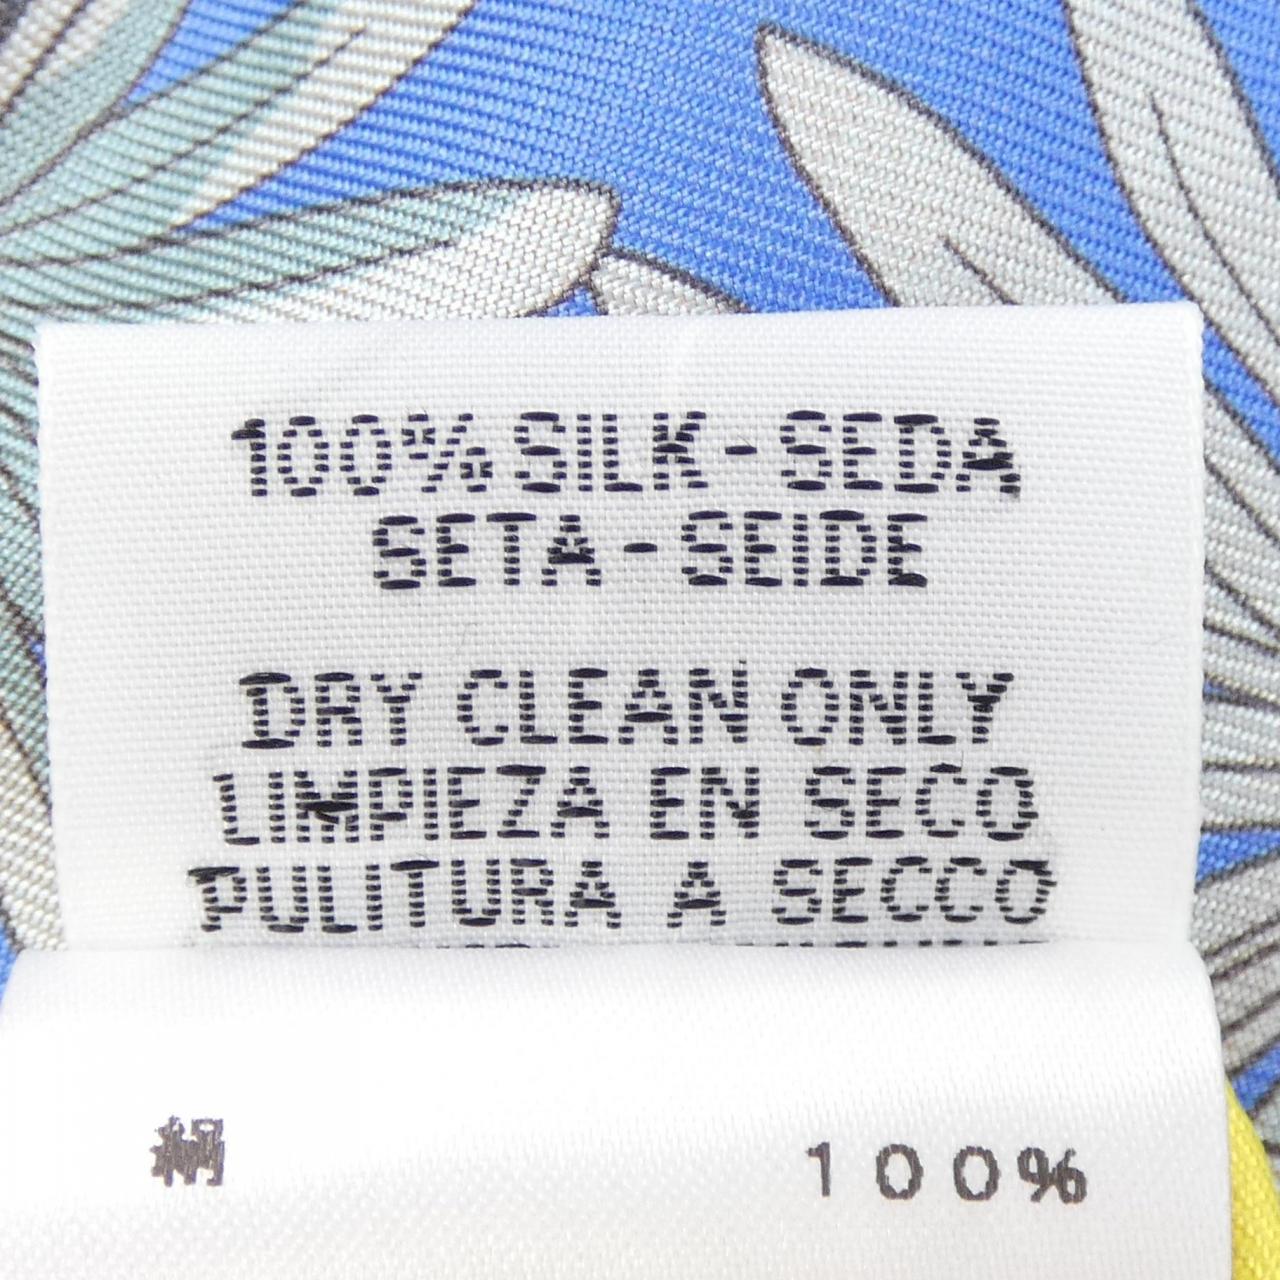 100% SILK - SEDA
SETA - SEIDE
DRY CLEAN ONLY
LIMPIEZA EN SECO
PULITURA A SECCO
絹 100%